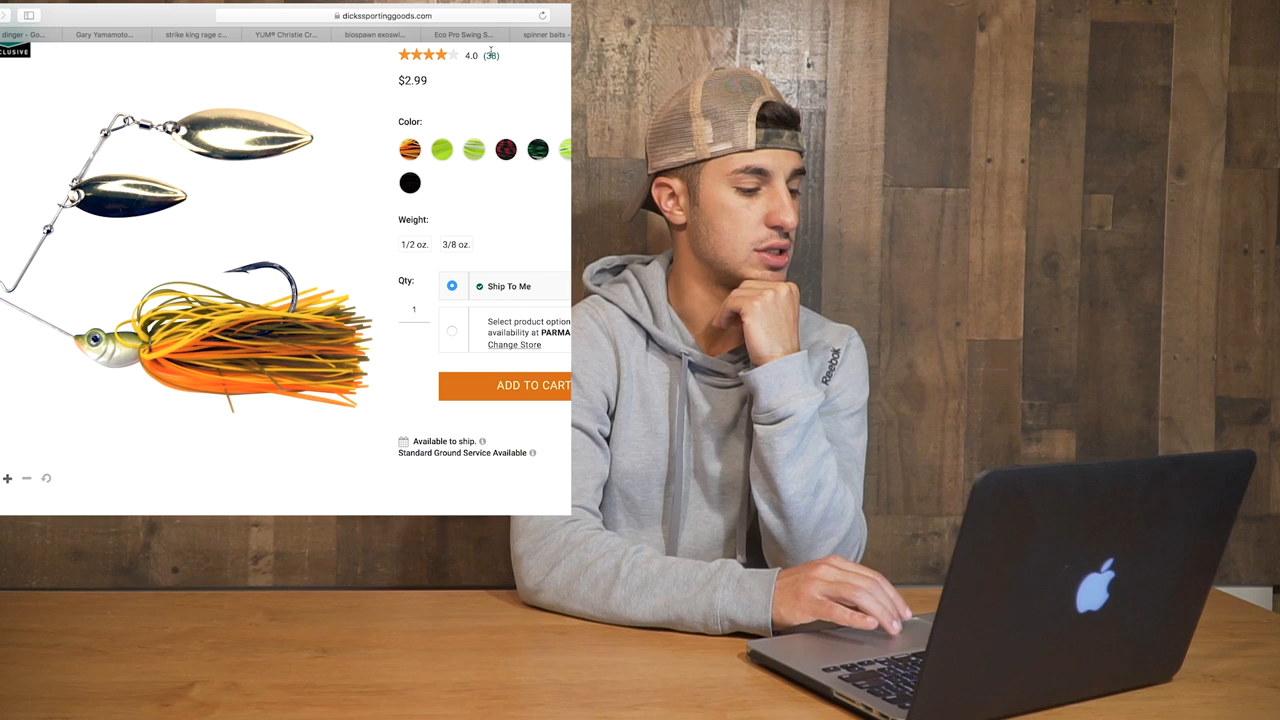 dickssportinggoods.com
dinger - Go...
Gary Yamamoto...
strike king rage c...
YUM® Christie Cr...
biospawn exoswi...
Eco Pro Swing S...
spinner baits -
CLUSIVE
4.0 (38)
$2.99
Color:
Weight:
1/2 oz.
3/8 oz.
Qty:
1
Ship To Me
Select product option
availability at PARMA
Change Store
ADD TO CART
Available to ship.
Standard Ground Service Available
Reebok